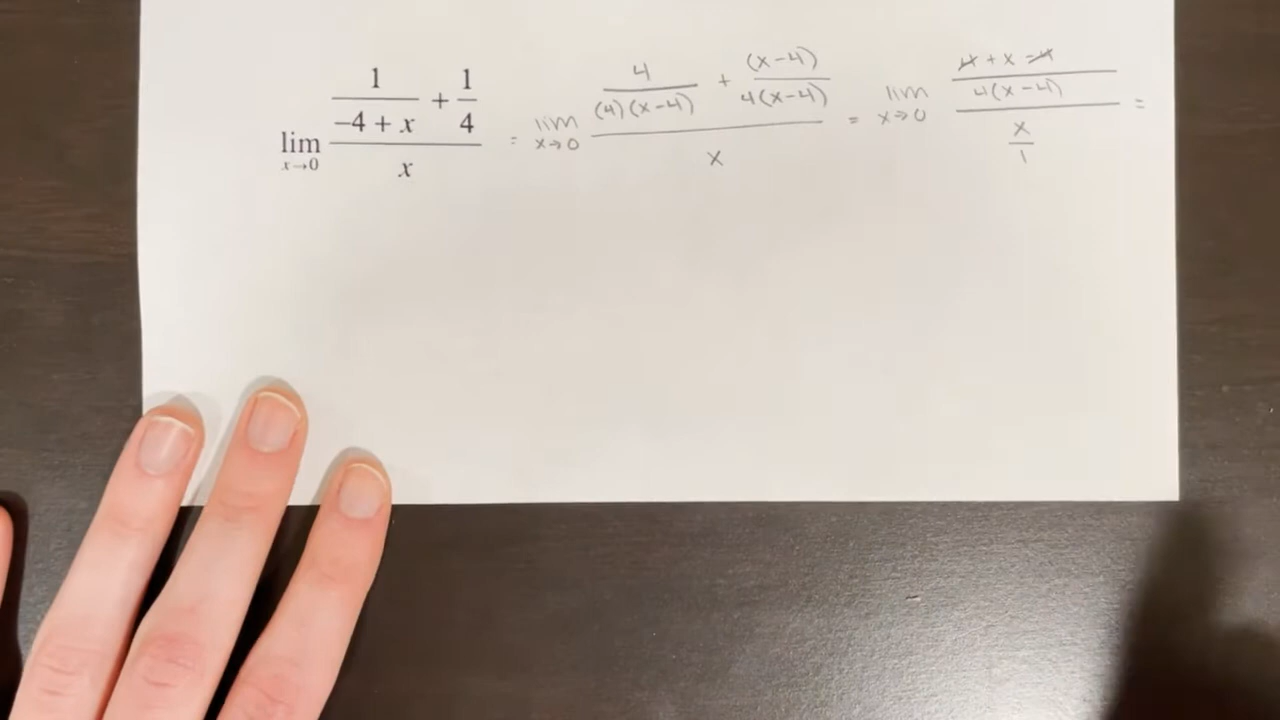 lim x→0 (1/(-4 + x) + 1/4)/x = lim x→0 (4/((4)(x-4)) + (x-4)/(4(x-4)))/x = lim x→0 ((4 + x - 4)/(4(x-4)))/(x/1) =